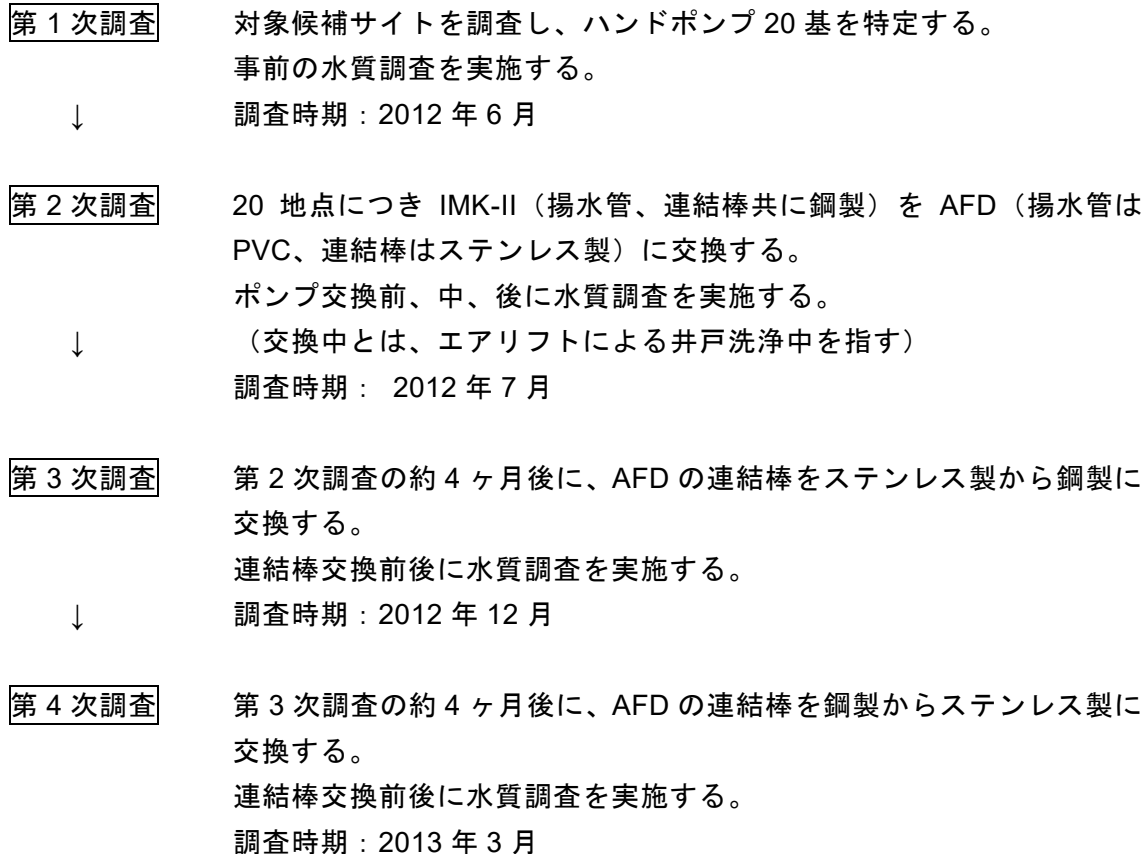 第 1 次調査 対象候補サイトを調査し、ハンドポンプ 20 基を特定する。
事前の水質調査を実施する。
↓ 調査時期：2012 年 6 月
第 2 次調査 20 地点につき IMK-II（揚水管、連結棒共に鋼製）を AFD（揚水管は
PVC、連結棒はステンレス製）に交換する。
ポンプ交換前、中、後に水質調査を実施する。
↓ （交換中とは、エアリフトによる井戸洗浄中を指す）
調査時期： 2012 年 7 月
第 3 次調査 第 2 次調査の約 4 ヶ月後に、AFD の連結棒をステンレス製から鋼製に
交換する。
連結棒交換前後に水質調査を実施する。
↓ 調査時期：2012 年 12 月
第 4 次調査 第 3 次調査の約 4 ヶ月後に、AFD の連結棒を鋼製からステンレス製に
交換する。
連結棒交換前後に水質調査を実施する。
調査時期：2013 年 3 月